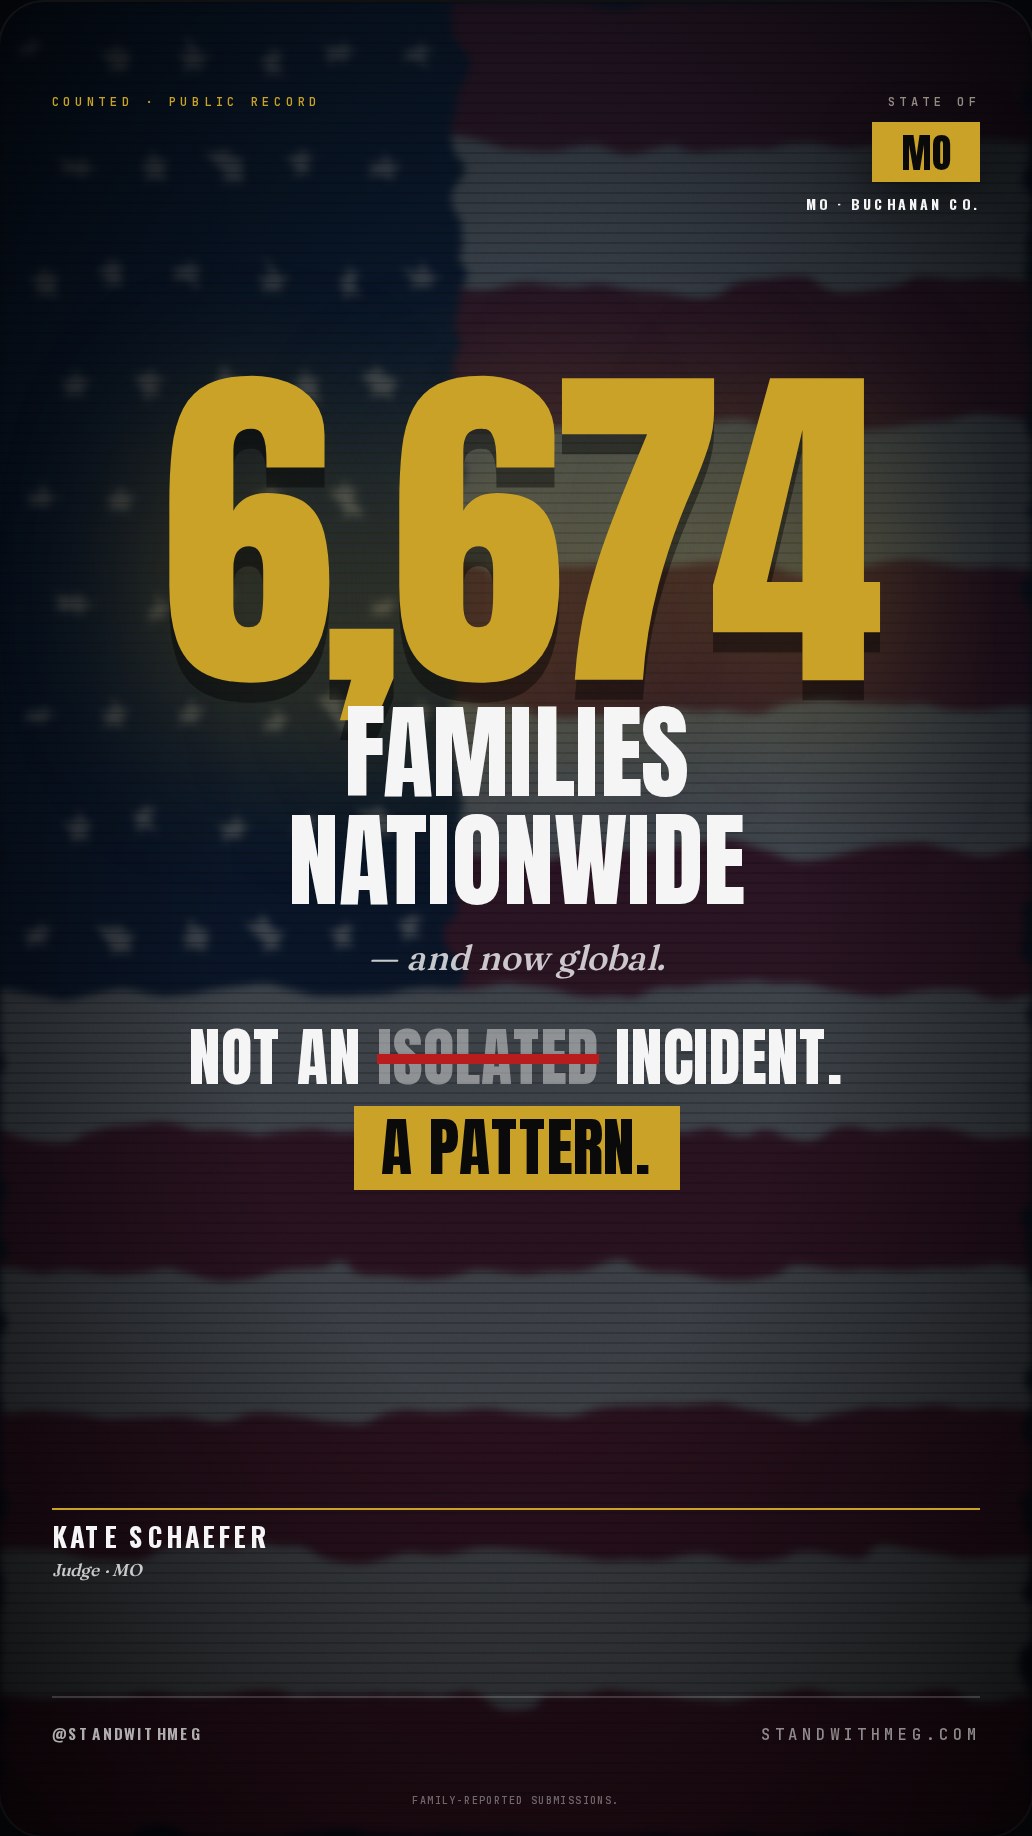 COUNTED · PUBLIC RECORD
STATE OF
MO
MO · BUCHANAN CO.
6,674
FAMILIES
NATIONWIDE
— and now global.
NOT AN ISOLATED INCIDENT.
A PATTERN.
KATE SCHAEFER
Judge · MO
@STANDWITHMEG
STANDWITHMEG.COM
FAMILY-REPORTED SUBMISSIONS.